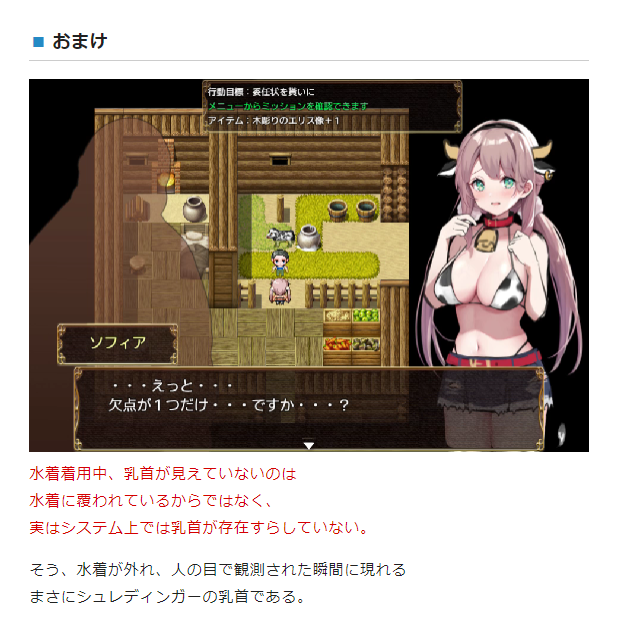 おまけ
行動目標：委任状を貰いに
メニューからミッションを確認できます
アイテム：木彫りのエリス像＋１
ソフィア
・・・えっと・・・
欠点が１つだけ・・・ですか・・・？
水着着用中、乳首が見えていないのは
水着に覆われているからではなく、
実はシステム上では乳首が存在すらしていない。
そう、水着が外れ、人の目で観測された瞬間に現れる
まさにシュレディンガーの乳首である。